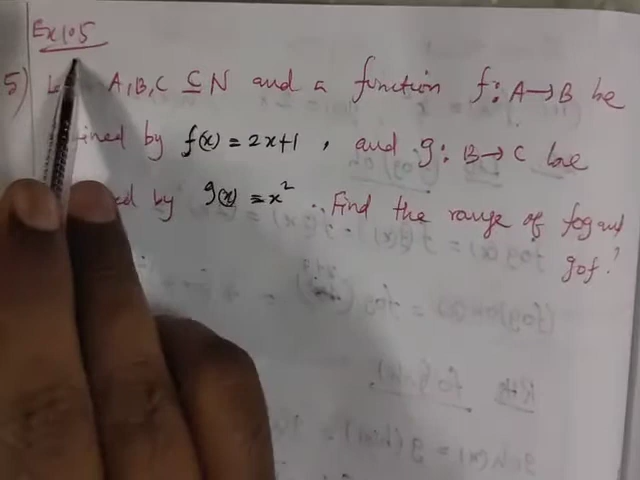 Ex 1.5
5) A, B, C ⊆ N and a function f: A→B be
by f(x) = 2x+1, and g: B→C be
by g(x) = x². Find the range of fog and
gof?